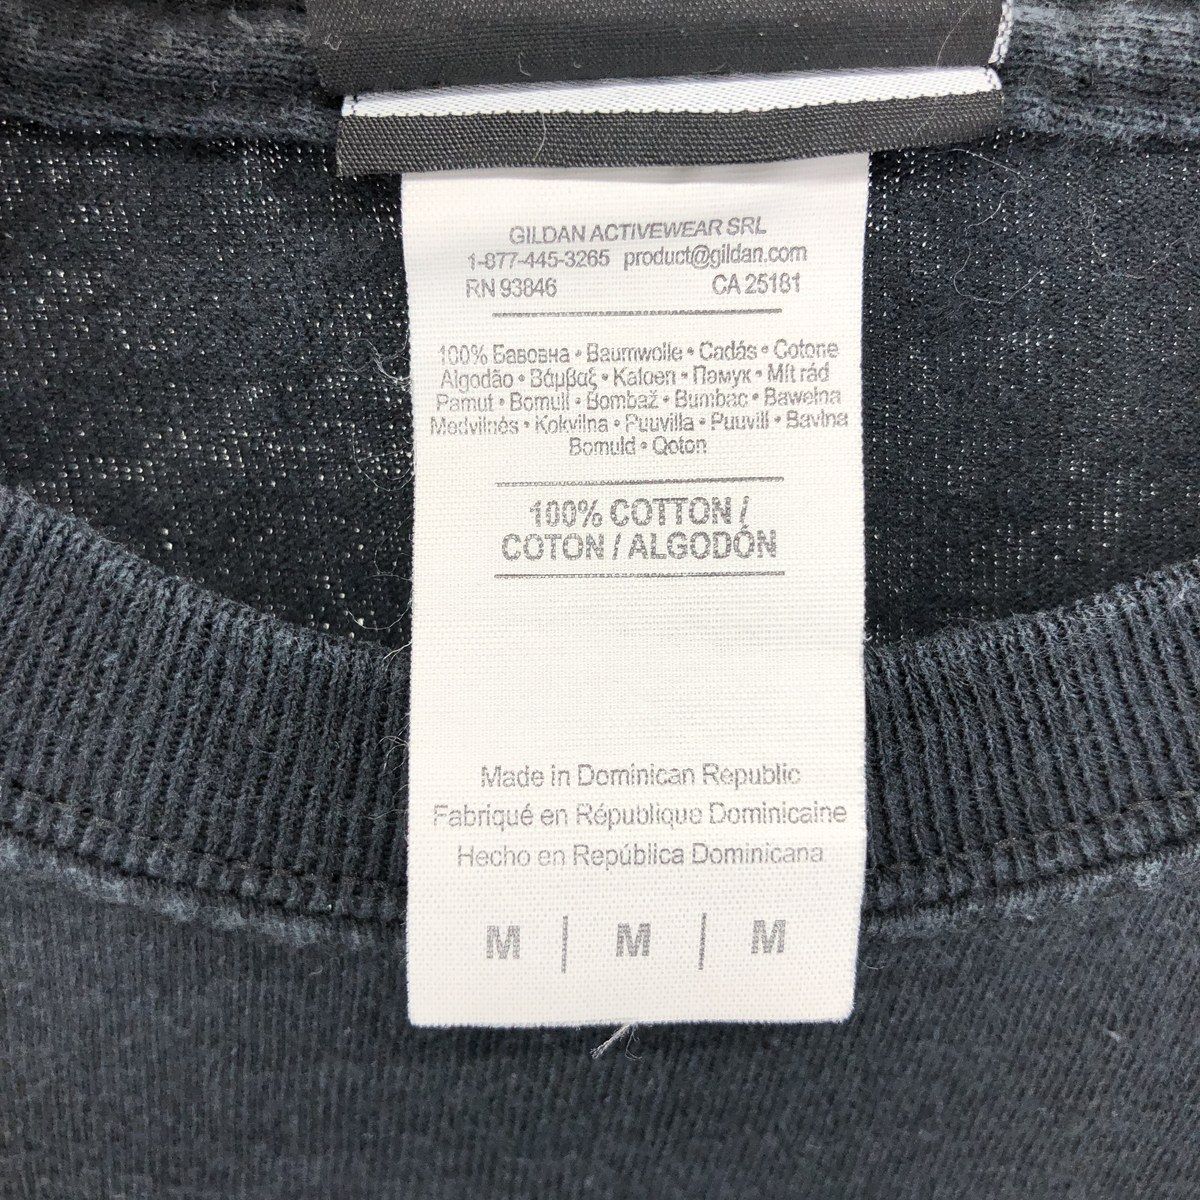 GILDAN ACTIVEWEAR SRL
1-877-445-3265 product@gildan.com
RN 93846 CA 25181
100% Бавовна • Baumwolle • Cadás • Cotone
Algodão • Βάμβαξ • Katoen • Памук • Mít rád
Pamut • Bomull • Bombaž • Bumbac • Bawełna
Medvilnės • Kokvilna • Puuvilla • Puuvill • Bavlna
Bomuld • Qoton
100% COTTON /
COTON / ALGODÓN
Made in Dominican Republic
Fabriqué en République Dominicaine
Hecho en República Dominicana
M | M | M